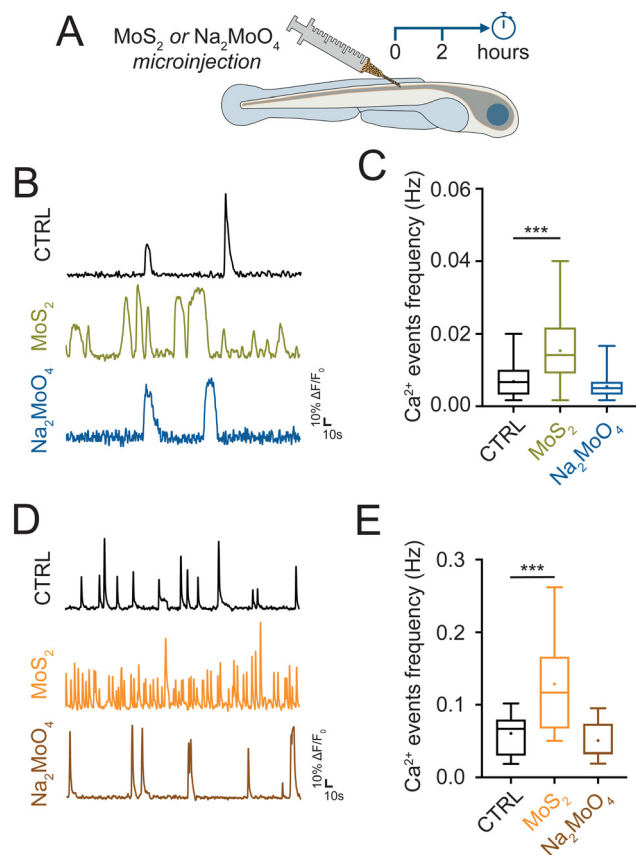 A
MoS₂ or Na₂MoO₄
microinjection
0 2 hours
B
CTRL
MoS₂
Na₂MoO₄
10% ΔF/F₀
10s
C
Ca²⁺ events frequency (Hz)
0.06
0.04
0.02
0.00
***
CTRL
MoS₂
Na₂MoO₄
D
CTRL
MoS₂
Na₂MoO₄
10% ΔF/F₀
10s
E
Ca²⁺ events frequency (Hz)
0.3
0.2
0.1
0.0
***
CTRL
MoS₂
Na₂MoO₄